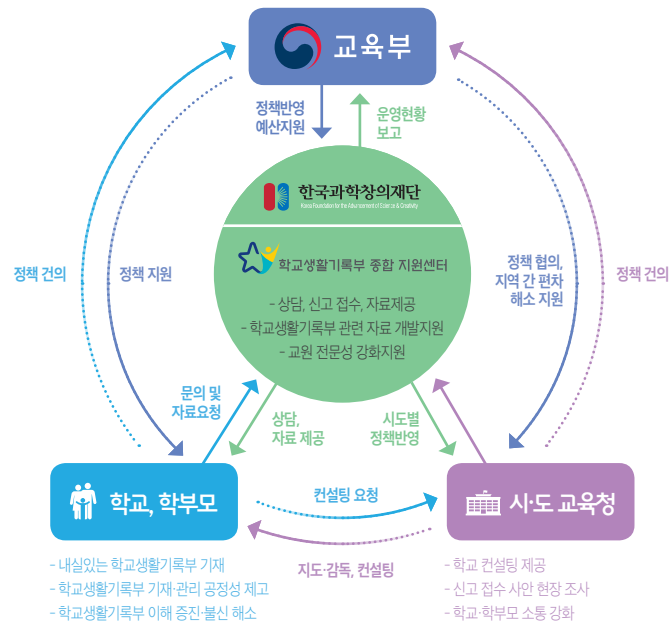 교육부
정책반영
예산지원
운영현황
보고
한국과학창의재단
Korea Foundation for the Advancement of Science & Creativity
학교생활기록부 종합 지원센터
- 상담, 신고 접수, 자료제공
- 학교생활기록부 관련 자료 개발지원
- 교원 전문성 강화지원
정책 건의
정책 지원
정책 협의,
지역 간 편차
해소 지원
정책 건의
문의 및
자료요청
상담,
자료 제공
시도별
정책반영
학교, 학부모
컨설팅 요청
시·도 교육청
지도·감독, 컨설팅
- 내실있는 학교생활기록부 기재
- 학교생활기록부 기재·관리 공정성 제고
- 학교생활기록부 이해 증진·불신 해소
- 학교 컨설팅 제공
- 신고 접수 사안 현장 조사
- 학교·학부모 소통 강화